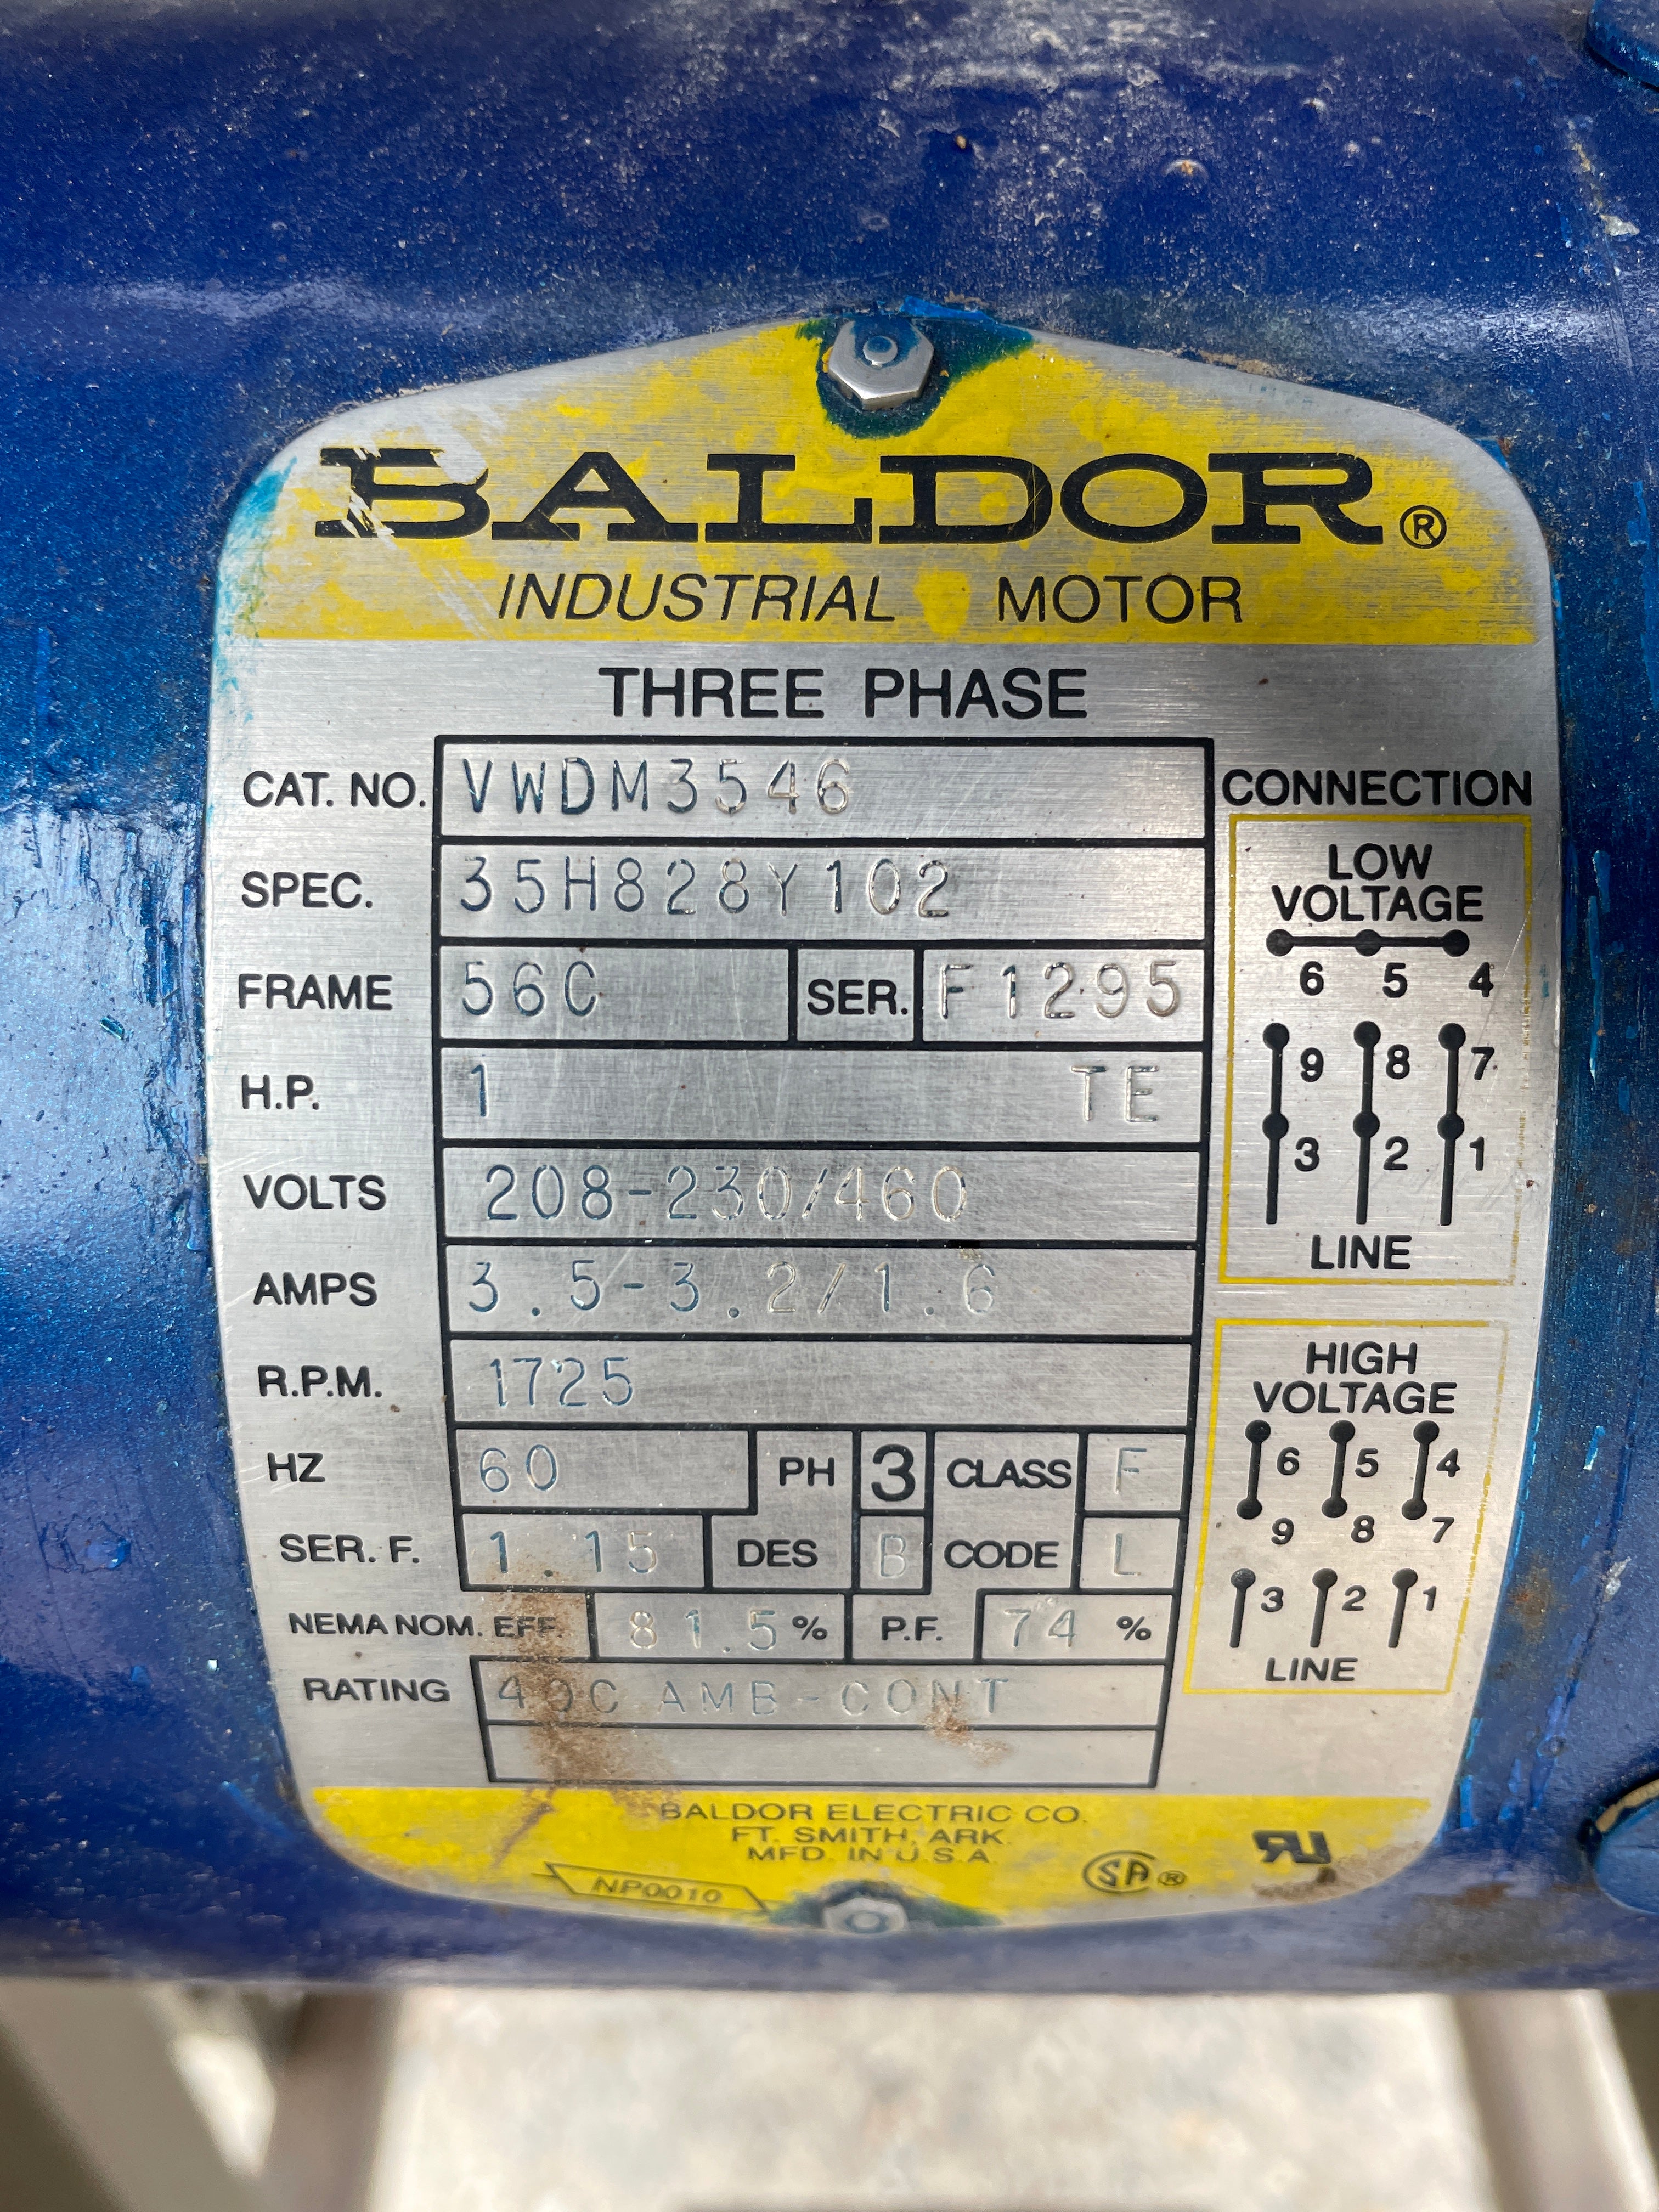 BALDOR®
INDUSTRIAL MOTOR
THREE PHASE
CAT. NO. VWDM3546
SPEC. 35H828Y102
FRAME 56C SER. F1295
H.P. 1 TE
VOLTS 208-230/460
AMPS 3.5-3.2/1.6
R.P.M. 1725
HZ 60 PH 3 CLASS F
SER. F. 1.15 DES B CODE L
NEMA NOM. EFF. 81.5 % P.F. 74 %
RATING 40C AMB-CONT
CONNECTION
LOW
VOLTAGE
6 5 4
9 8 7
3 2 1
LINE
HIGH
VOLTAGE
6 5 4
9 8 7
3 2 1
LINE
BALDOR ELECTRIC CO.
FT. SMITH, ARK.
MFD. IN U.S.A.
NP0010
SA®
RU